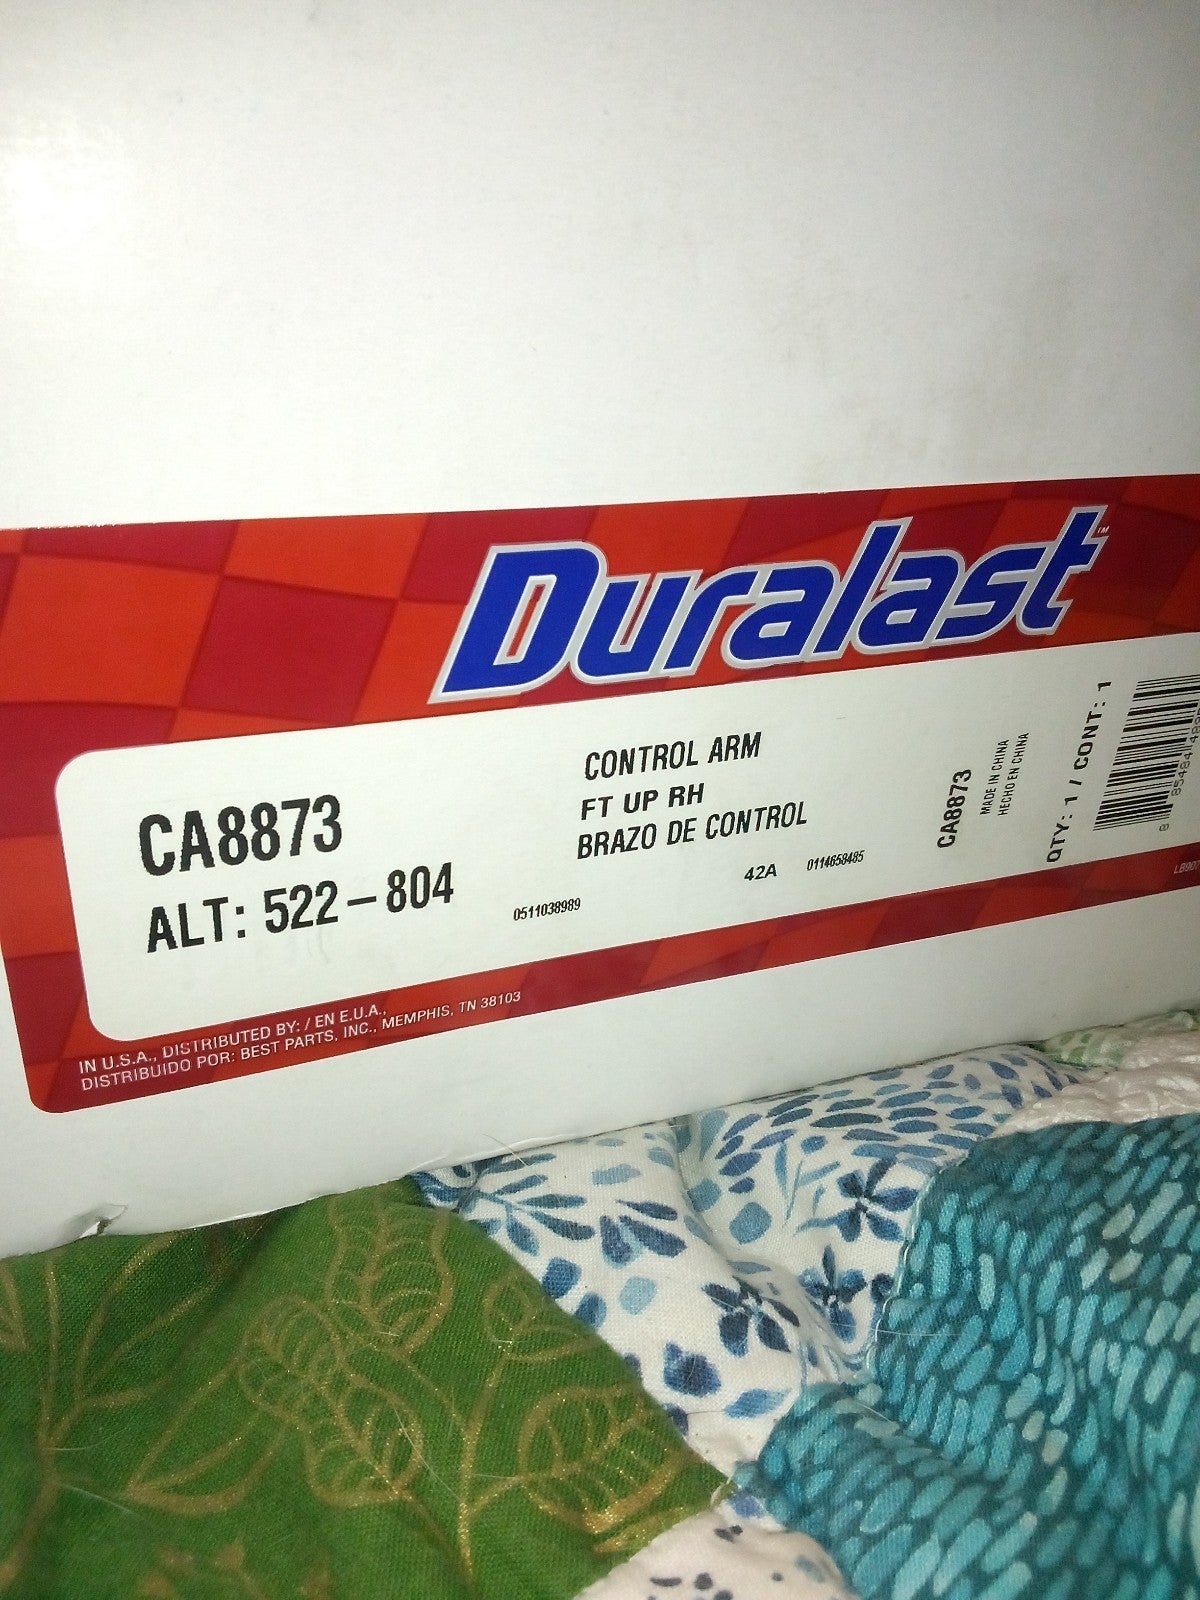 Duralast™
CA8873
ALT: 522-804
CONTROL ARM
FT UP RH
BRAZO DE CONTROL
0511038989
42A
0114658485
CA8873
MADE IN CHINA
HECHO EN CHINA
QTY: 1 / CONT: 1
IN U.S.A., DISTRIBUTED BY: / EN E.U.A.,
DISTRIBUIDO POR: BEST PARTS, INC., MEMPHIS, TN 38103